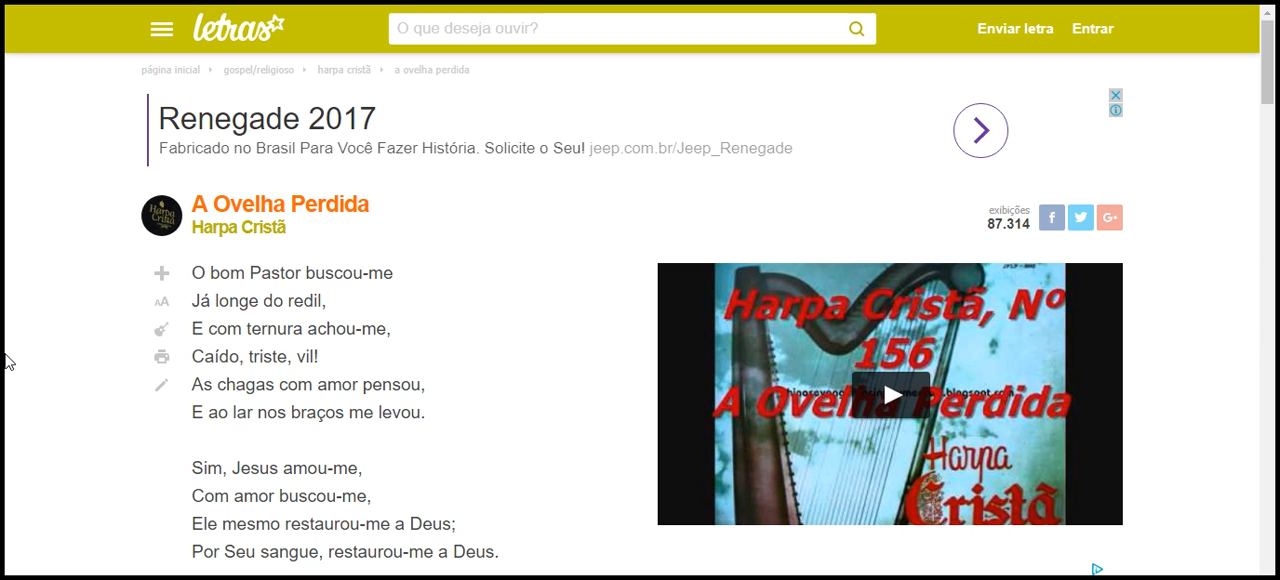 letras
O que deseja ouvir?
Enviar letra
Entrar
página inicial
gospel/religioso
harpa cristã
a ovelha perdida
Renegade 2017
Fabricado no Brasil Para Você Fazer História. Solicite o Seu! jeep.com.br/Jeep_Renegade
Harpa
Cristã
A Ovelha Perdida
Harpa Cristã
exibições
87.314
f
G+
O bom Pastor buscou-me
AA
Já longe do redil,
E com ternura achou-me,
Caído, triste, vil!
As chagas com amor pensou,
E ao lar nos braços me levou.
Sim, Jesus amou-me,
Com amor buscou-me,
Ele mesmo restaurou-me a Deus;
Por Seu sangue, restaurou-me a Deus.
Harpa Cristã, Nº
156
A Ovelha Perdida
Harpa
Cristã